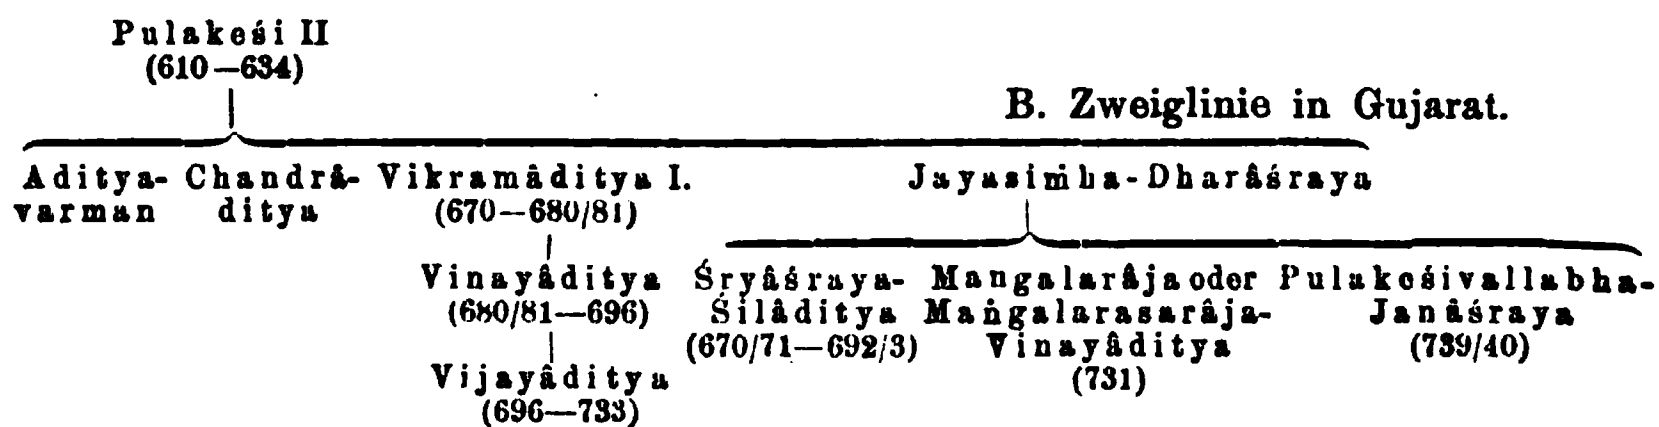 Pulakeśi II
(610—634)
B. Zweiglinie in Gujarat.
Aditya- Chandrâ- Vikramâditya I. Jayasiṁha-Dharâśraya
varman ditya (670—680/81)
Vinayâditya Śryâśraya- Mangalarâja oder Pulakeśivallabha-
(680/81—696) Śilâditya Maṅgalarasarâja- Janâśraya
(670/71—692/3) Vinayâditya (739/40)
Vijayâditya (731)
(696—733)